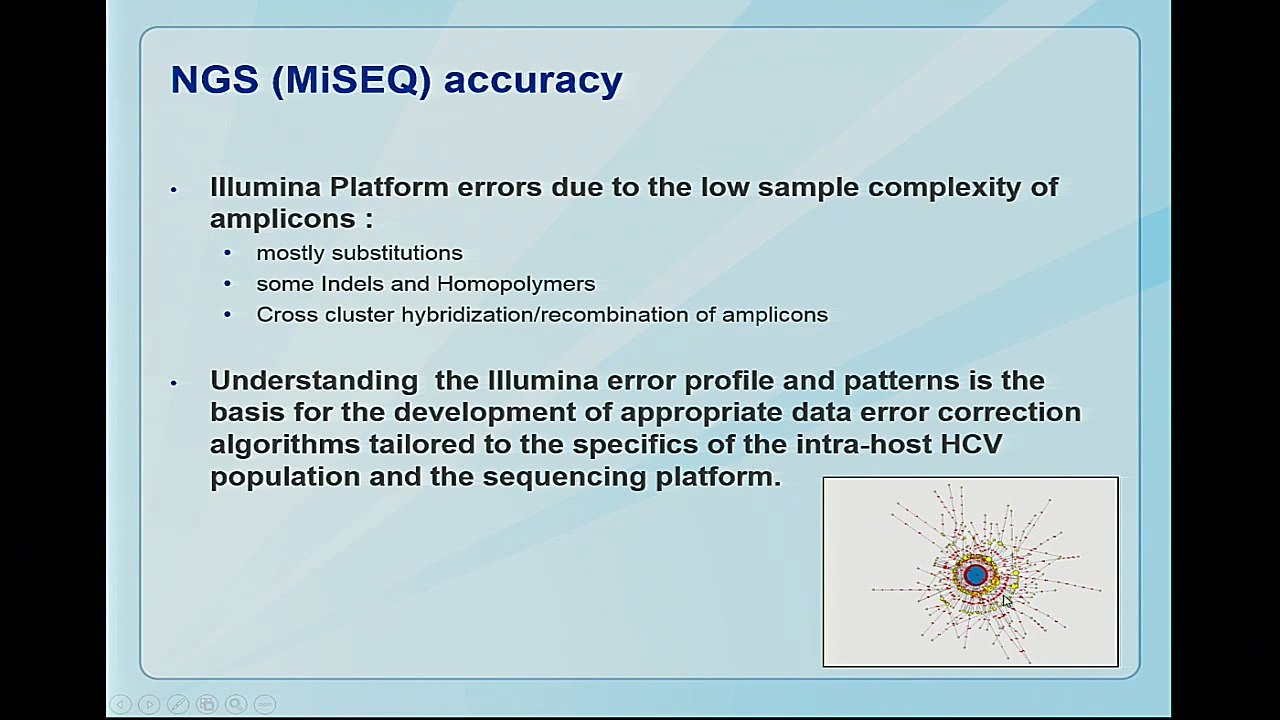 NGS (MiSEQ) accuracy
• Illumina Platform errors due to the low sample complexity of
amplicons :
• mostly substitutions
• some Indels and Homopolymers
• Cross cluster hybridization/recombination of amplicons
• Understanding the Illumina error profile and patterns is the
basis for the development of appropriate data error correction
algorithms tailored to the specifics of the intra-host HCV
population and the sequencing platform.